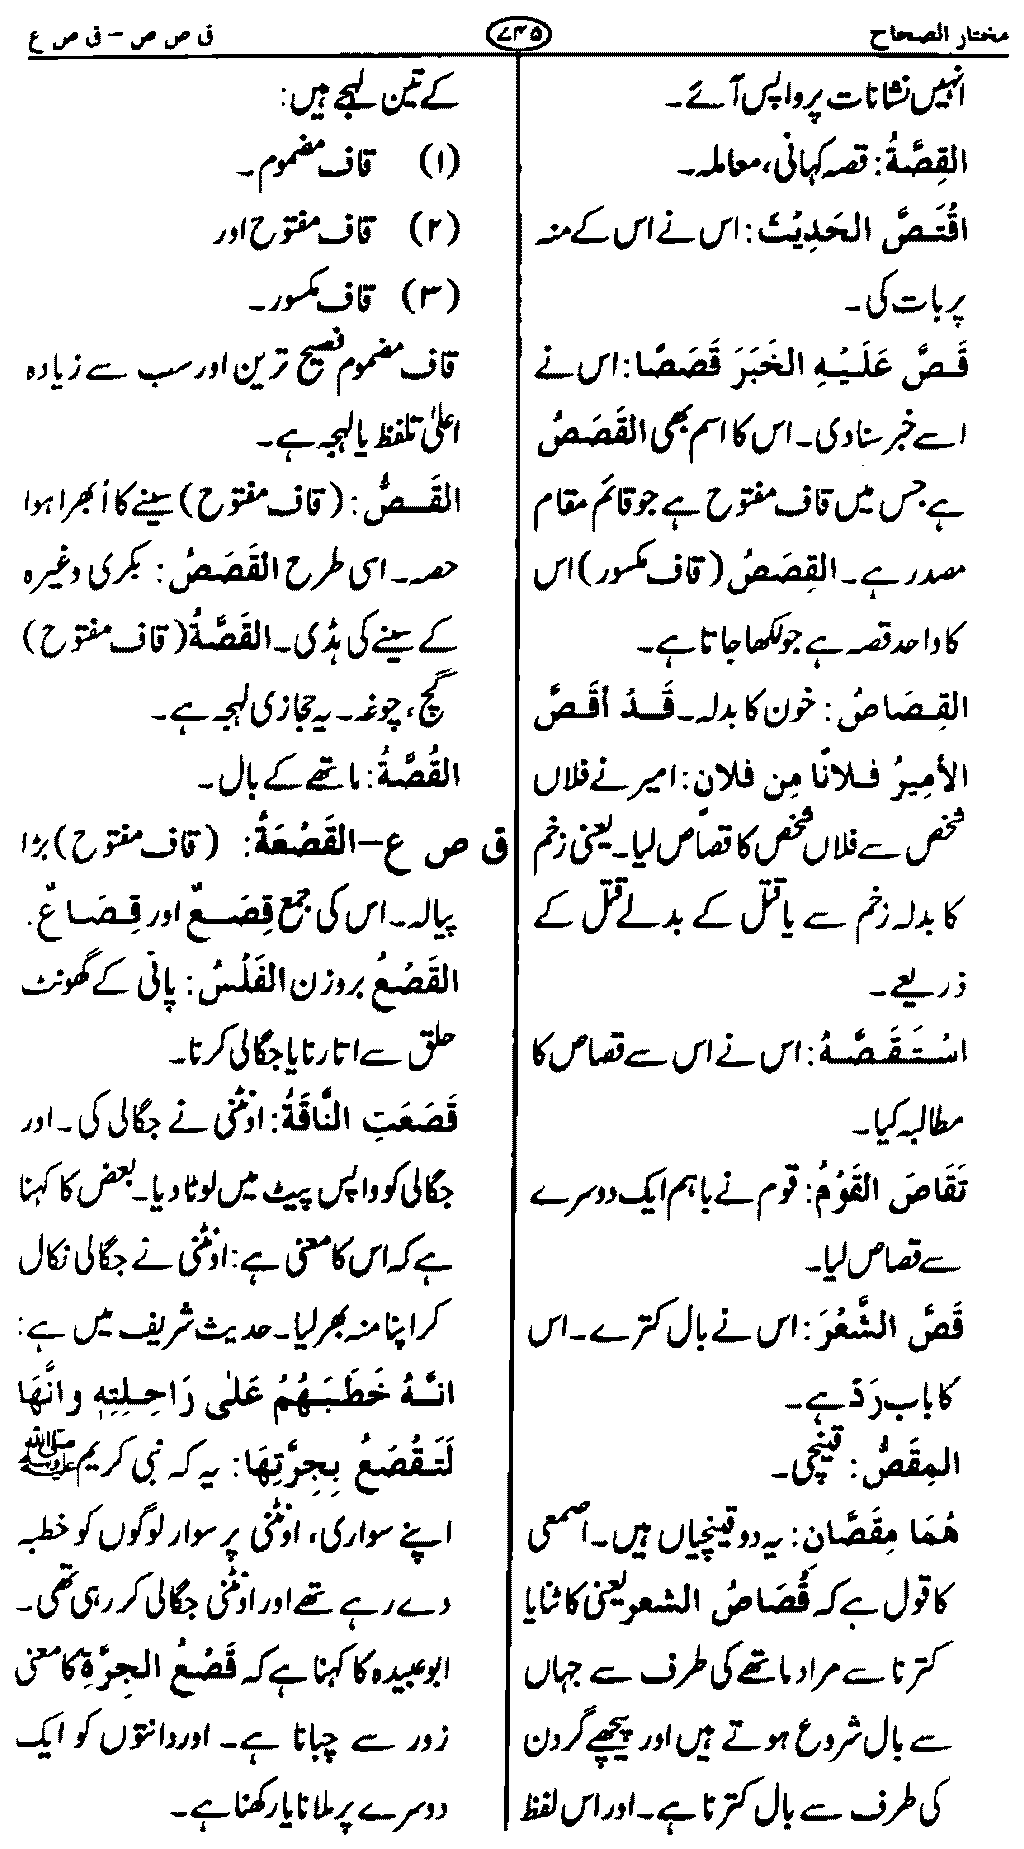 مختار الصحاح
۷۴۵
ق ص ص – ق ص ع
انہیں نشانات پر واپس آئے۔
القِصَّةُ: قصہ کہانی، معاملہ۔
اقْتَصَّ الحَدِيْثَ: اس نے اس کے منہ
پر بات کی۔
قَصَّ عَلَيْهِ الخَبَرَ قَصَصًا: اس نے
اسے خبر سنا دی۔ اس کا اسم بھی القَصَصُ
ہے جس میں قاف مفتوح ہے جو قائم مقام
مصدر ہے۔ القِصَصُ (قاف مکسور) اس
کا واحد قصہ ہے جو لکھا جاتا ہے۔
القِصَاصُ: خون کا بدلہ۔ قَدْ أقَصَّ
الأمِيرُ فلانًا مِن فلانٍ: امیر نے فلاں
شخص سے فلاں شخص کا قصاص لیا۔ یعنی زخم
کا بدلہ زخم سے یا قتل کے بدلے قتل کے
ذریعے۔
اسْتَقَصَّهُ: اس نے اس سے قصاص کا
مطالبہ کیا۔
تَقَاصَ القَوْمُ: قوم نے باہم ایک دوسرے
سے قصاص لیا۔
قَصَّ الشَّعْرَ: اس نے بال کترے۔ اس
کا باب رَدَّ ہے۔
المِقَصُّ: قینچی۔
هُمَا مِقَصَّان: یہ دو قینچیاں ہیں۔ اصمعی
کا قول ہے کہ قُصَاصُ الشعر یعنی کاٹنا یا
کترنا سے مراد ماتھے کی طرف سے جہاں
سے بال شروع ہوتے ہیں اور پیچھے گردن
کی طرف سے بال کترنا ہے۔ اور اس لفظ
کے تین لہجے ہیں:
(۱) قاف مضموم۔
(۲) قاف مفتوح اور
(۳) قاف مکسور۔
قاف مضموم فصیح ترین اور سب سے زیادہ
اعلیٰ تلفظ یا لہجہ ہے۔
القَصُّ: (قاف مفتوح) سینے کا اُبھرا ہوا
حصہ۔ اسی طرح القَصَصُ: بکری وغیرہ
کے سینے کی ہڈی۔ القَصَّةُ (قاف مفتوح)
گچ، چونہ۔ یہ حجازی لہجہ ہے۔
القُصَّةُ: ماتھے کے بال۔
ق ص ع – القَصْعَةُ: (قاف مفتوح) بڑا
پیالہ۔ اس کی جمع قِصَعٌ اور قِصَاعٌ.
القَصْعُ بروزن الفَلْسُ: پانی کے گھونٹ
حلق سے اتارنا یا جگالی کرنا۔
قَصَعَتِ النَّاقَةُ: اونٹنی نے جگالی کی۔ اور
جگالی کو واپس پیٹ میں لوٹا دیا۔ بعض کا کہنا
ہے کہ اس کا معنی ہے: اونٹنی نے جگالی نکال
کر اپنا منہ بھر لیا۔ حدیث شریف میں ہے:
انَّهُ خَطَبَهُمْ عَلٰى رَاحِلِتِهِ وانَّهَا
لَتَقْصَعُ بِجِرَّتِهَا: یہ کہ نبی کریم ﷺ
اپنے سواری، اونٹنی پر سوار لوگوں کو خطبہ
دے رہے تھے اور اونٹنی جگالی کر رہی تھی۔
ابو عبیدہ کا کہنا ہے کہ قَصْعُ الجِرَّةِ کا معنی
زور سے چبانا ہے۔ اور دانتوں کو ایک
دوسرے پر ملانا یا رکھنا ہے۔